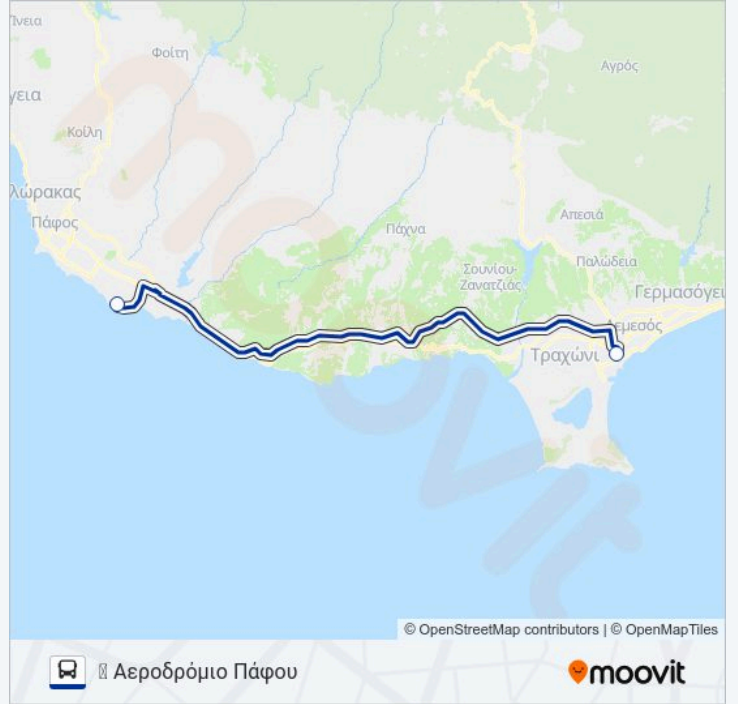 Πνεια
Φοίτη
Αγρός
γεια
Κοίλη
λώρακας
Πάφος
Πάχνα
Απεσιά
Σουνίου-
Ζανατζιάς
Παλώδεια
Γερμασόγει
Λεμεσός
Τραχώνι
moovit
© OpenStreetMap contributors | © OpenMapTiles
Αεροδρόμιο Πάφου
moovit